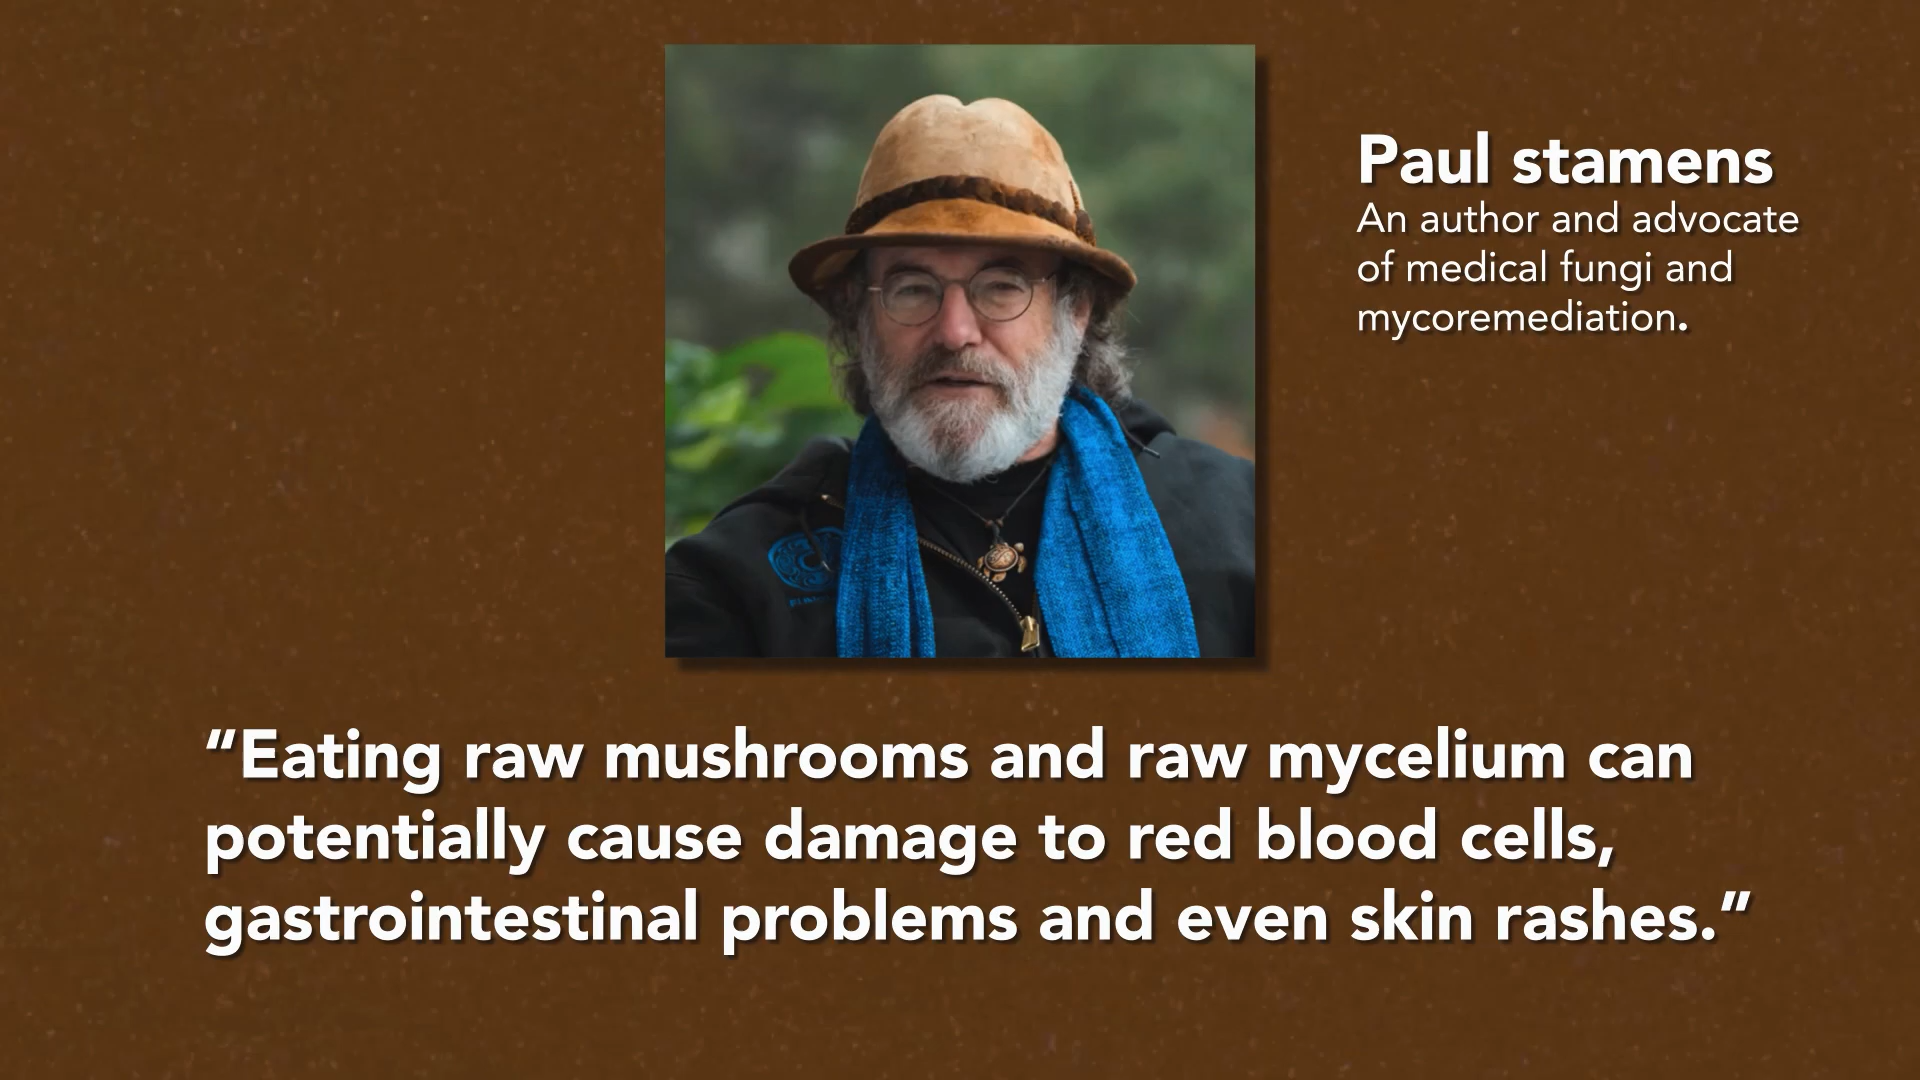 Paul stamens
An author and advocate
of medical fungi and
mycoremediation.
“Eating raw mushrooms and raw mycelium can
potentially cause damage to red blood cells,
gastrointestinal problems and even skin rashes.”